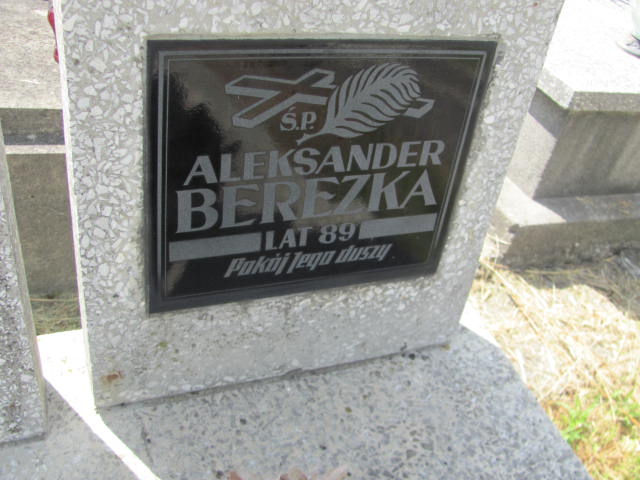 Ś.P.
ALEKSANDER
BEREZKA
LAT 89
Pokój Jego duszy